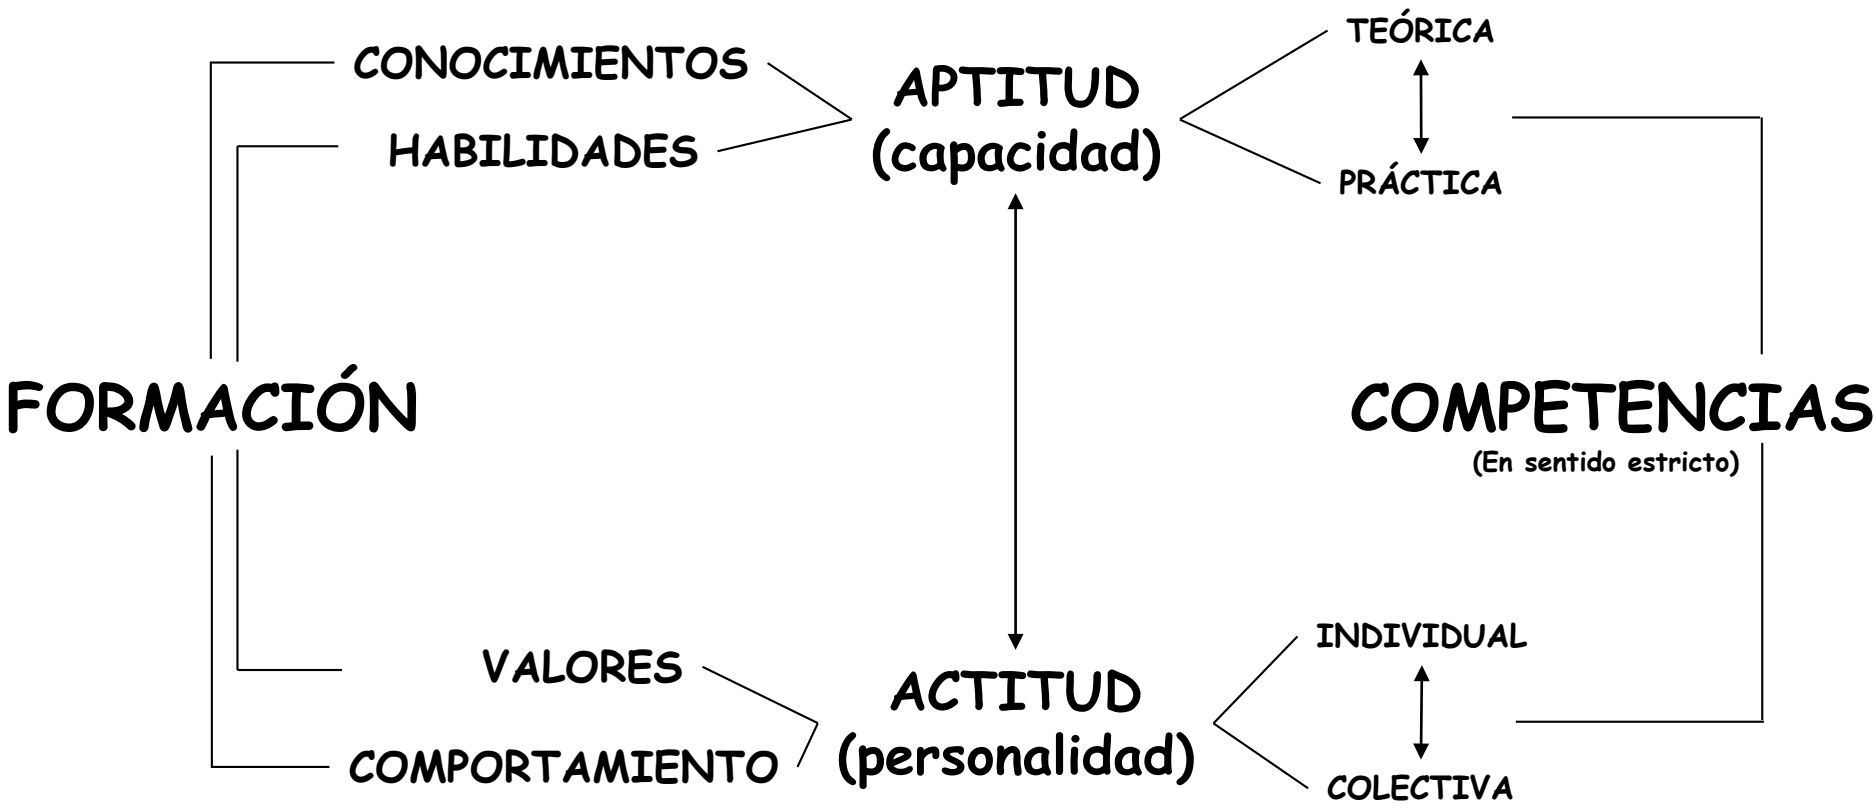 CONOCIMIENTOS
HABILIDADES
APTITUD
(capacidad)
TEÓRICA
PRÁCTICA
FORMACIÓN
COMPETENCIAS
(En sentido estricto)
VALORES
COMPORTAMIENTO
ACTITUD
(personalidad)
INDIVIDUAL
COLECTIVA